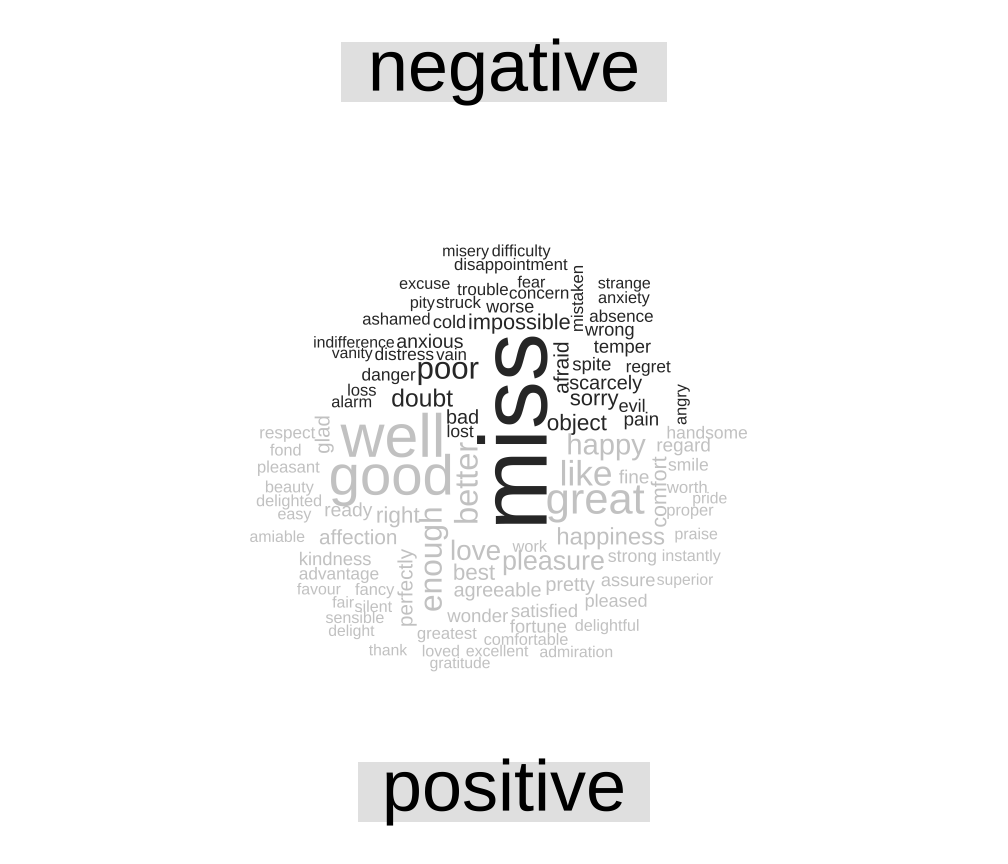 negative
misery difficulty
disappointment
excuse trouble fear concern mistaken strange
anxiety
pity struck worse
absence
ashamed cold impossible wrong
indifference anxious temper
vanity distress vain afraid spite regret
danger poor scarcely
loss sorry
alarm doubt evil angry
bad object pain
lost
miss
respect glad well happy handsome
fond regard
pleasant good better like fine comfort smile
beauty great worth
delighted pride
easy ready right proper
amiable affection enough happiness praise
love work
kindness perfectly pleasure strong instantly
advantage best
favour fancy agreeable pretty assure superior
fair silent satisfied pleased
sensible wonder
delight fortune delightful
greatest comfortable
thank loved excellent admiration
gratitude
positive